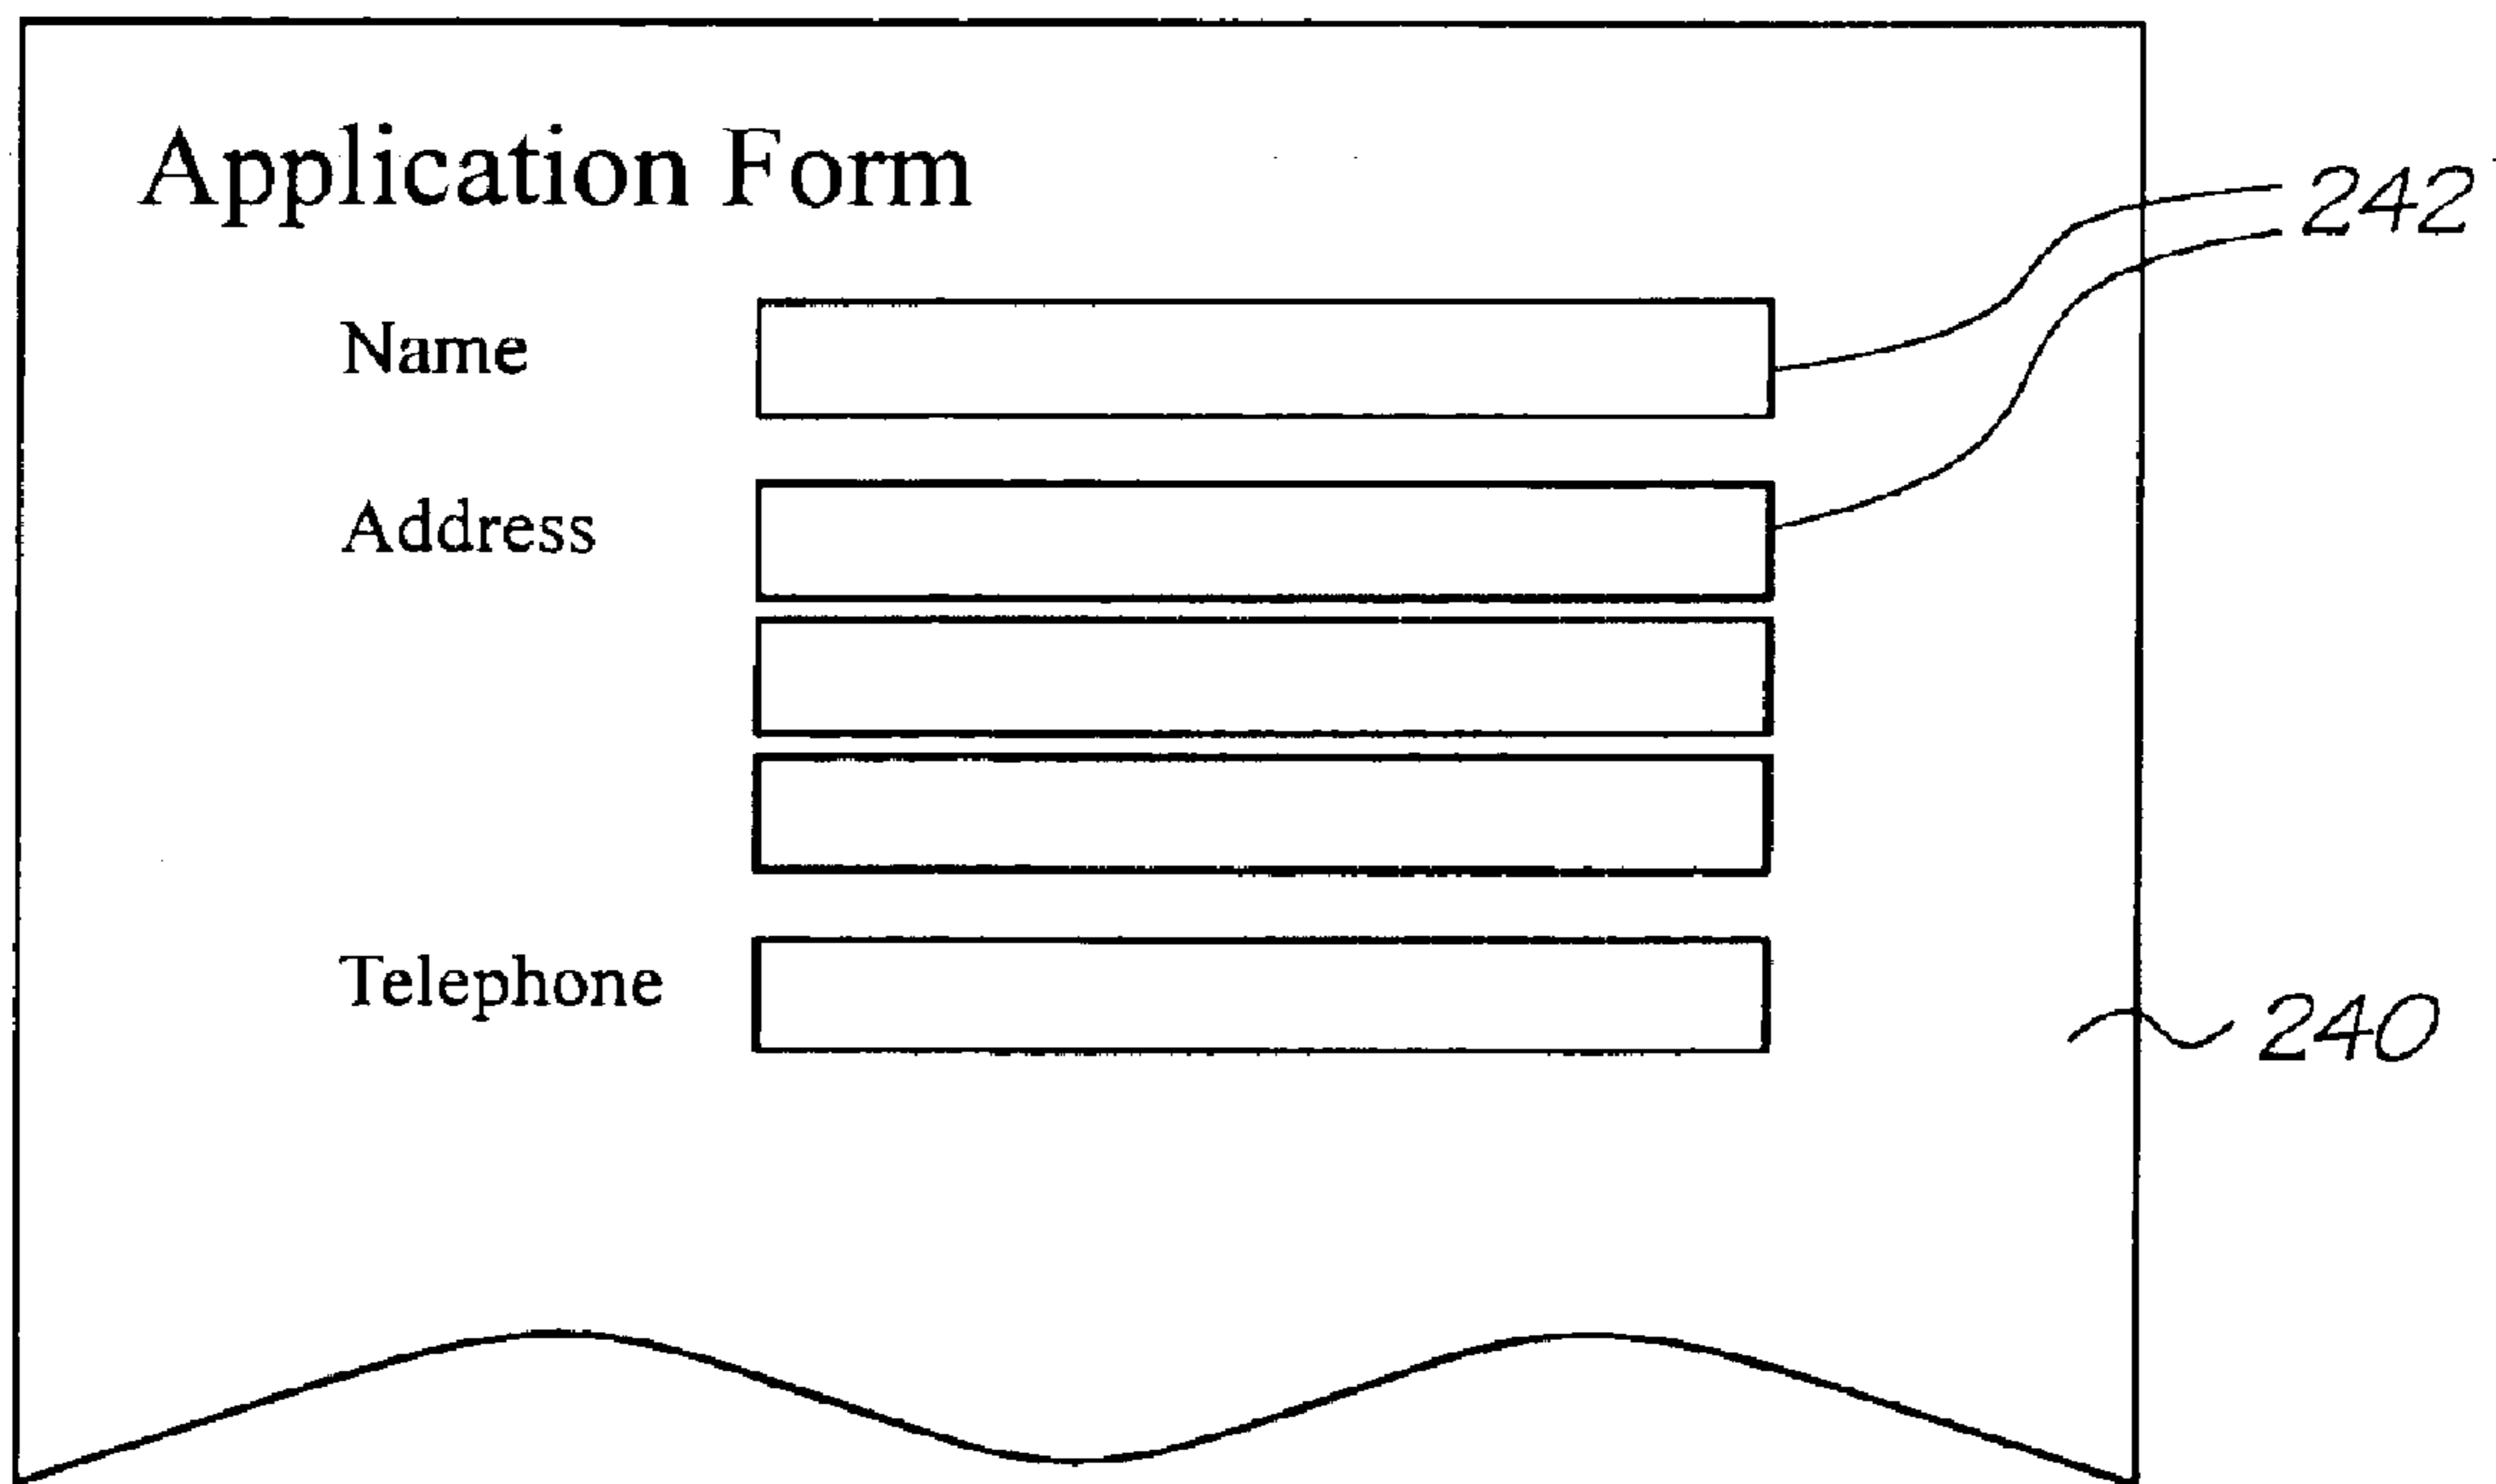 Application Form
242
Name
Address
Telephone
240